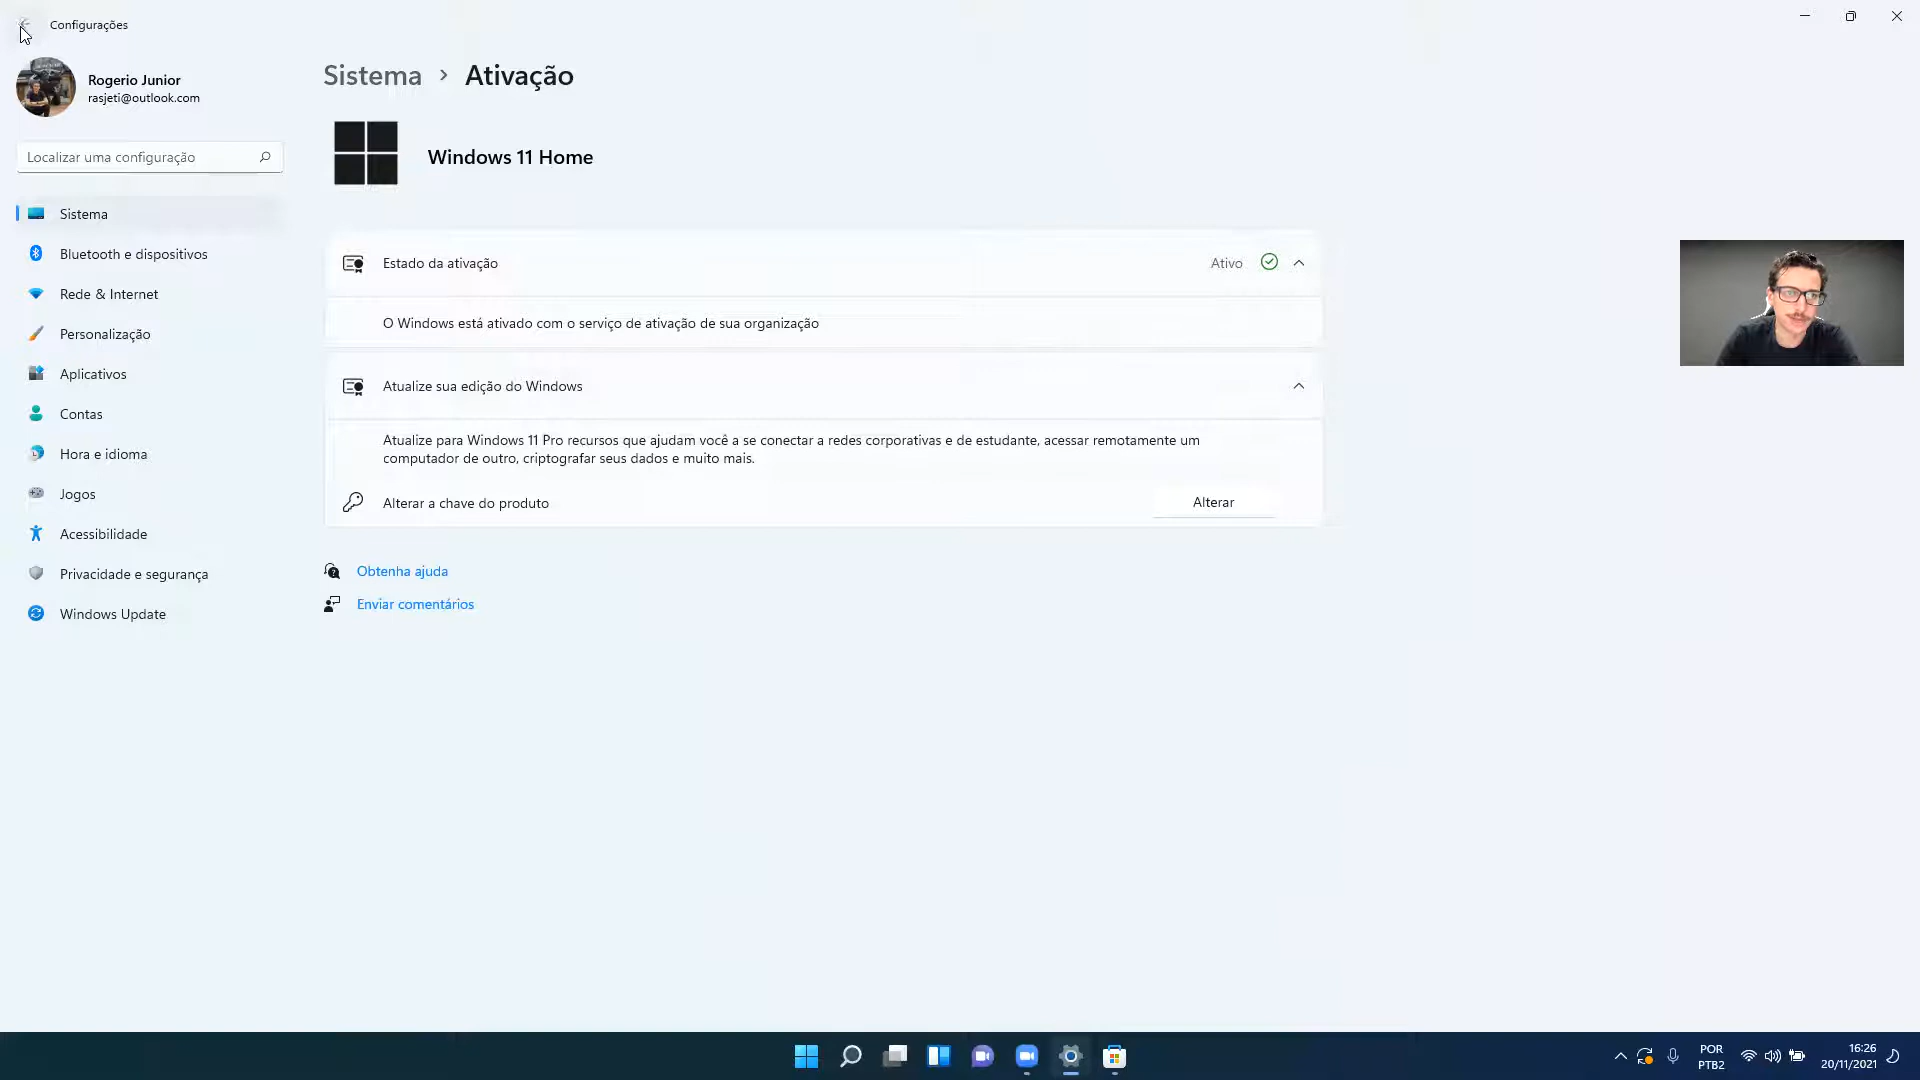 Configurações
Rogerio Junior
rasjeti@outlook.com
Localizar uma configuração
Sistema
Bluetooth e dispositivos
Rede & Internet
Personalização
Aplicativos
Contas
Hora e idioma
Jogos
Acessibilidade
Privacidade e segurança
Windows Update
Sistema > Ativação
Windows 11 Home
Estado da ativação
Ativo
O Windows está ativado com o serviço de ativação de sua organização
Atualize sua edição do Windows
Atualize para Windows 11 Pro recursos que ajudam você a se conectar a redes corporativas e de estudante, acessar remotamente um
computador de outro, criptografar seus dados e muito mais.
Alterar a chave do produto
Alterar
Obtenha ajuda
Enviar comentários
POR
PTB2
16:26
20/11/2021